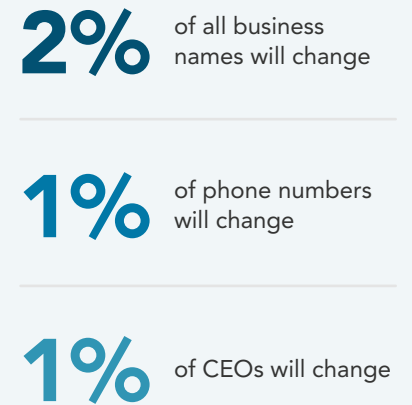 2%
of all business
names will change
1%
of phone numbers
will change
1%
of CEOs will change